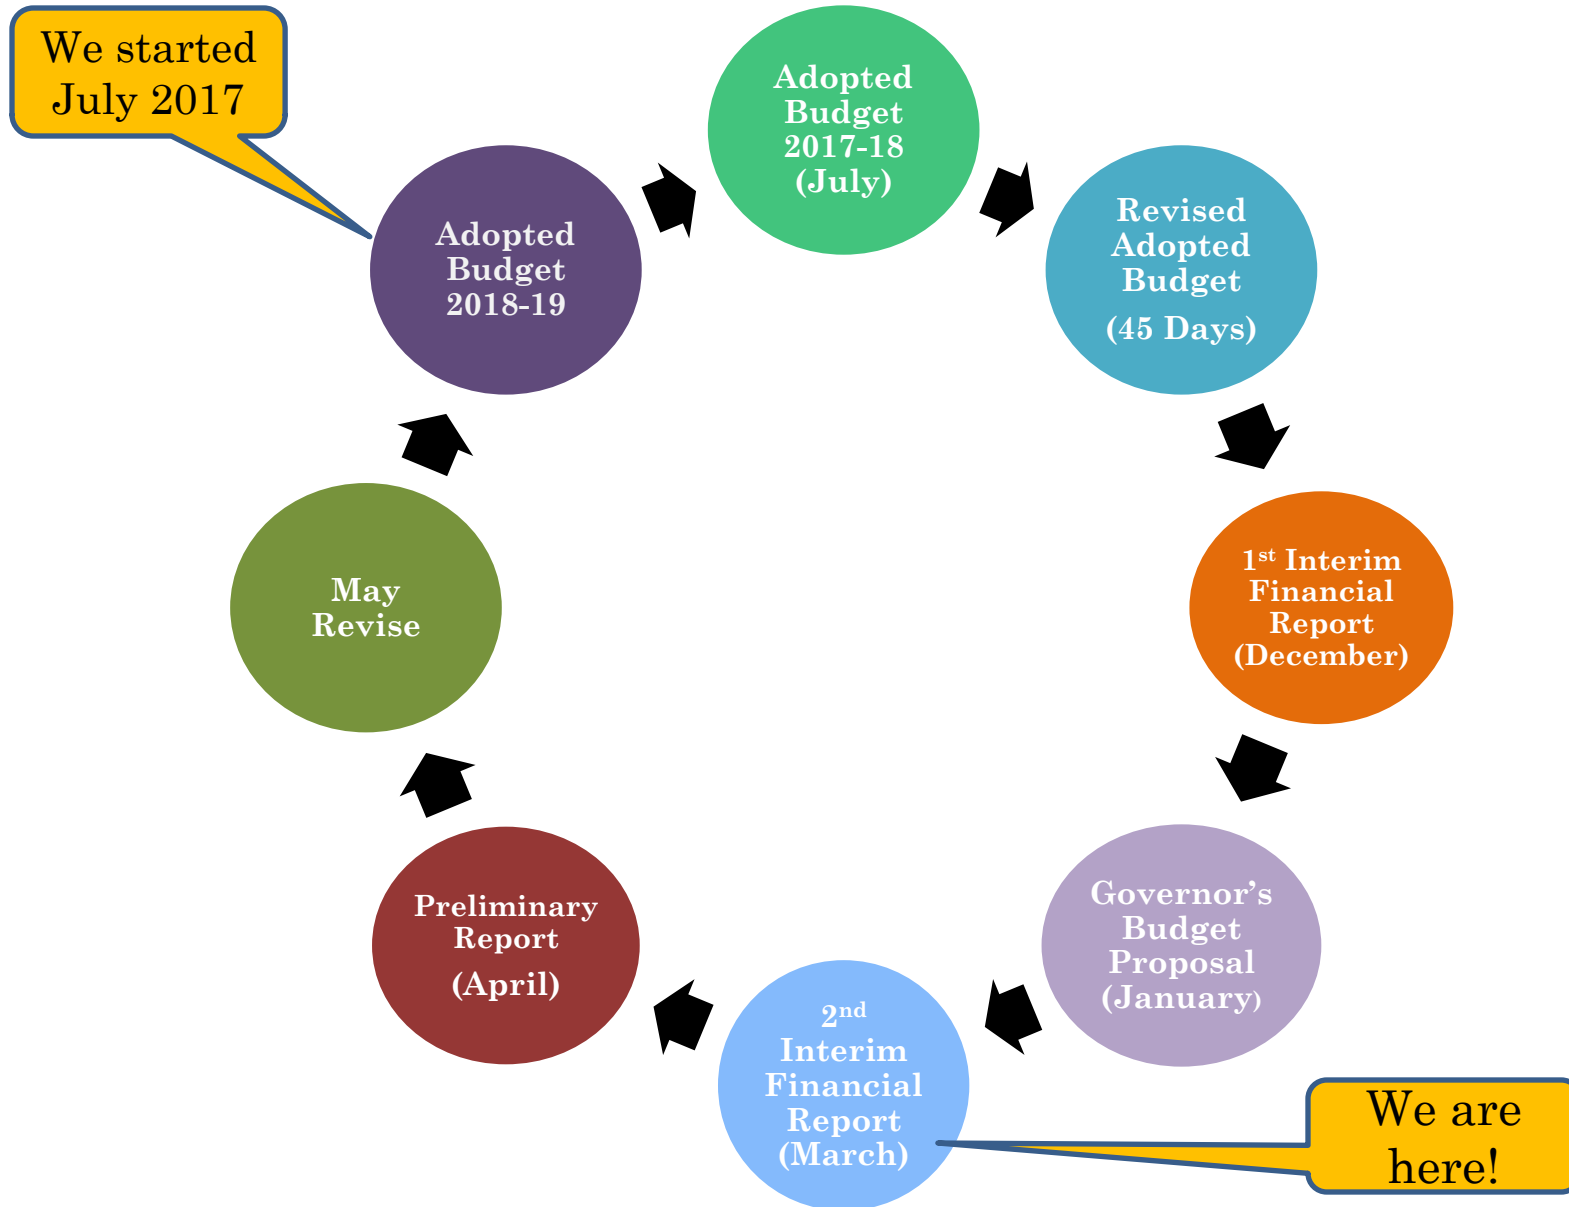 We started
July 2017
Adopted
Budget
2017-18
(July)
Revised
Adopted
Budget
(45 Days)
1st Interim
Financial
Report
(December)
Governor’s
Budget
Proposal
(January)
2nd
Interim
Financial
Report
(March)
We are
here!
Preliminary
Report
(April)
May
Revise
Adopted
Budget
2018-19